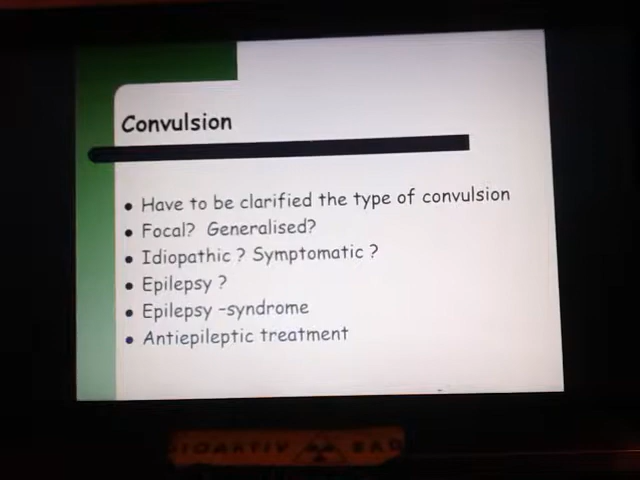 Convulsion
• Have to be clarified the type of convulsion
• Focal? Generalised?
• Idiopathic ? Symptomatic ?
• Epilepsy ?
• Epilepsy -syndrome
• Antiepileptic treatment